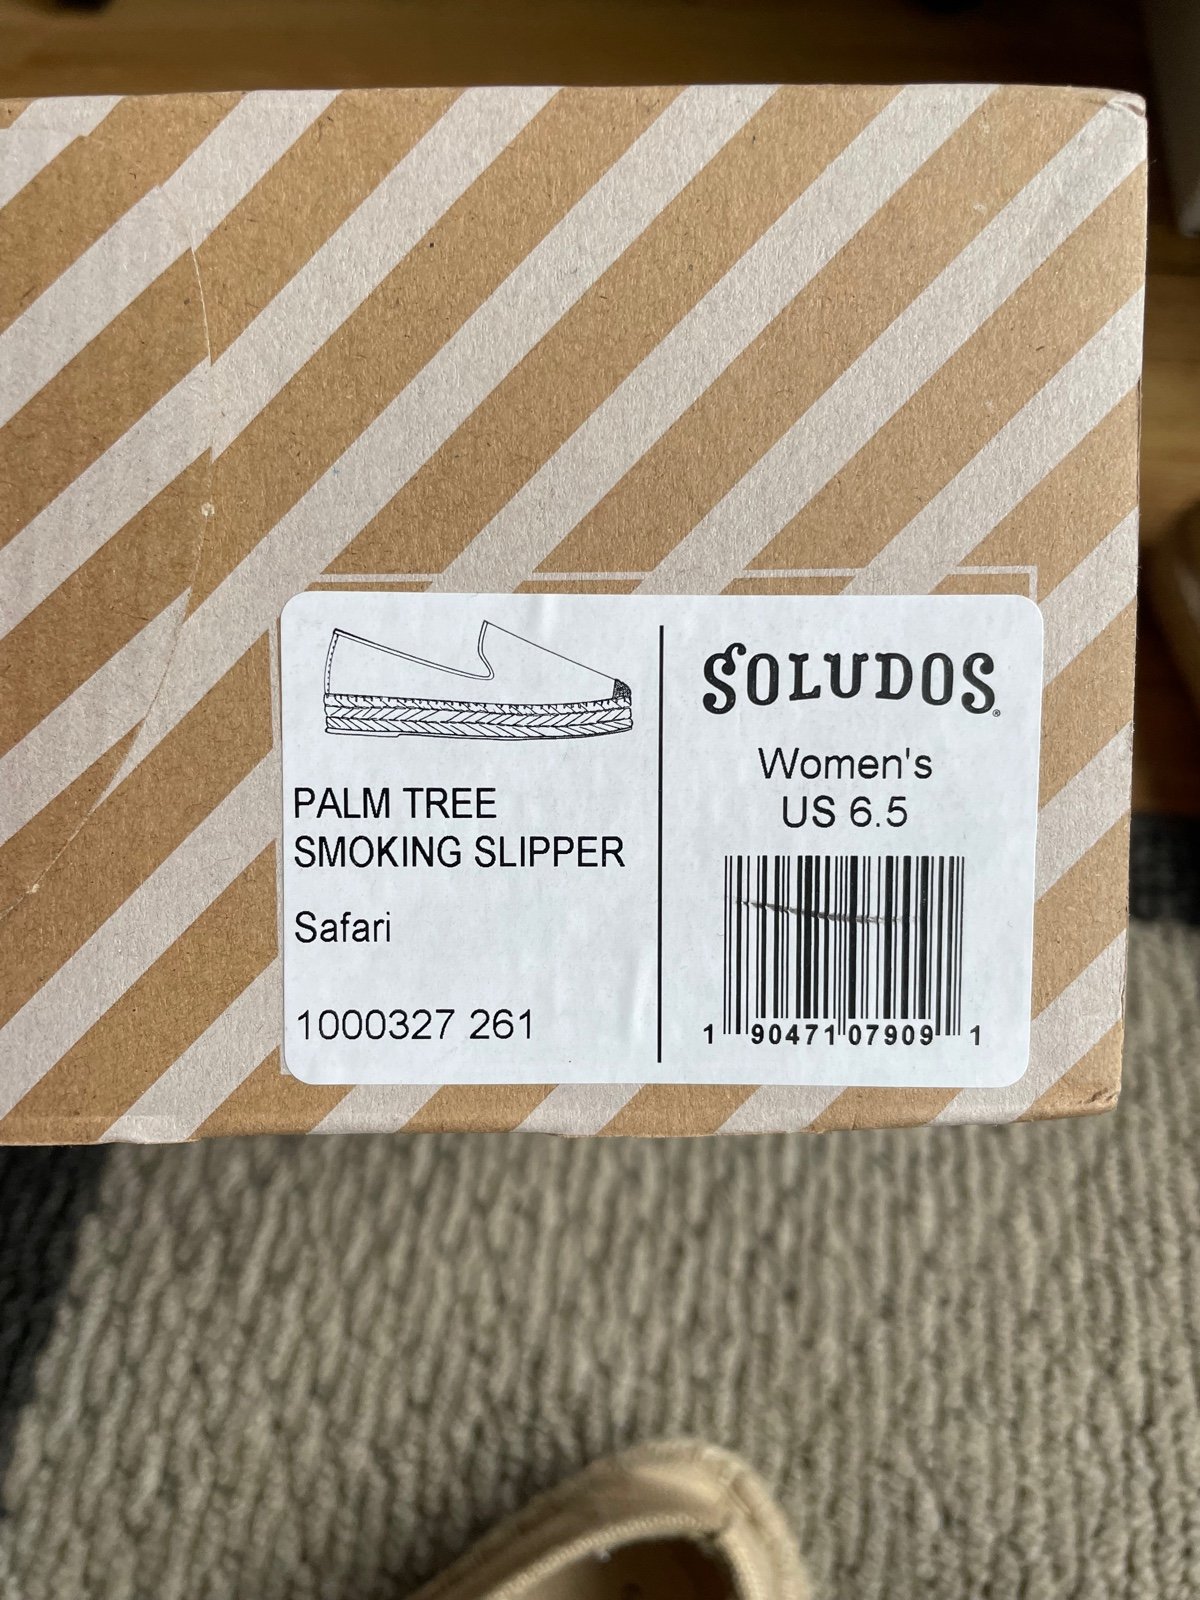 PALM TREE
SMOKING SLIPPER
Safari
1000327 261
SOLUDOS®
Women's
US 6.5
1 90471 07909 1